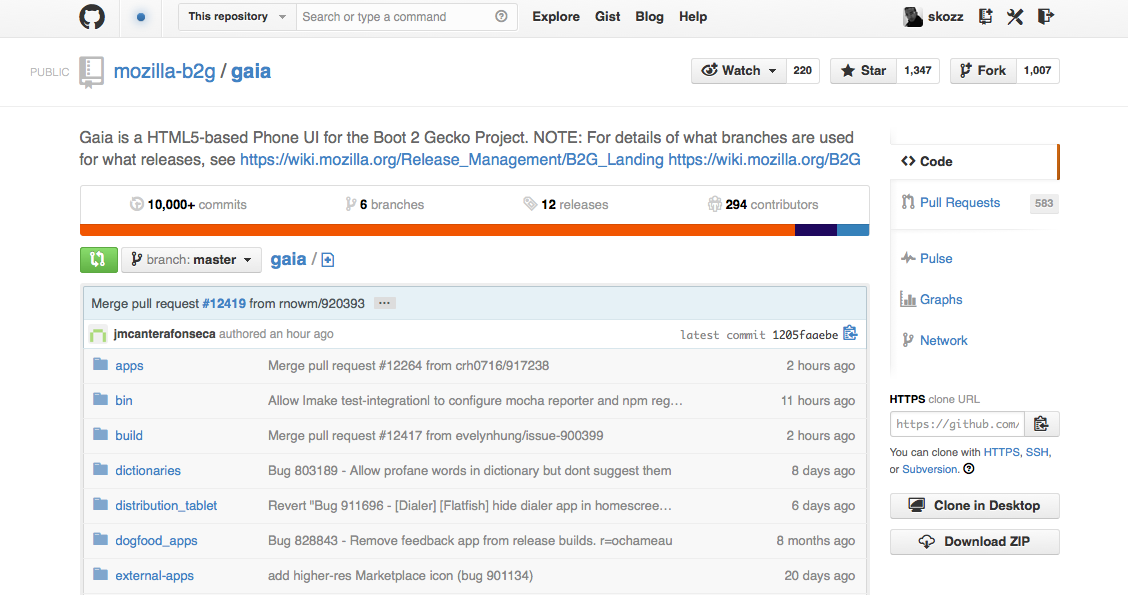 This repository Search or type a command Explore Gist Blog Help skozz
PUBLIC mozilla-b2g / gaia Watch 220 Star 1,347 Fork 1,007
Gaia is a HTML5-based Phone UI for the Boot 2 Gecko Project. NOTE: For details of what branches are used
for what releases, see https://wiki.mozilla.org/Release_Management/B2G_Landing https://wiki.mozilla.org/B2G
10,000+ commits 6 branches 12 releases 294 contributors
branch: master gaia /
Merge pull request #12419 from rnowm/920393 ...
jmcanterafonseca authored an hour ago latest commit 1205faaebe
apps Merge pull request #12264 from crh0716/917238 2 hours ago
bin Allow Imake test-integrationl to configure mocha reporter and npm reg… 11 hours ago
build Merge pull request #12417 from evelynhung/issue-900399 2 hours ago
dictionaries Bug 803189 - Allow profane words in dictionary but dont suggest them 8 days ago
distribution_tablet Revert "Bug 911696 - [Dialer] [Flatfish] hide dialer app in homescree… 6 days ago
dogfood_apps Bug 828843 - Remove feedback app from release builds. r=ochameau 8 months ago
external-apps add higher-res Marketplace icon (bug 901134) 20 days ago
Code
Pull Requests 583
Pulse
Graphs
Network
HTTPS clone URL
https://github.com/
You can clone with HTTPS, SSH,
or Subversion.
Clone in Desktop
Download ZIP